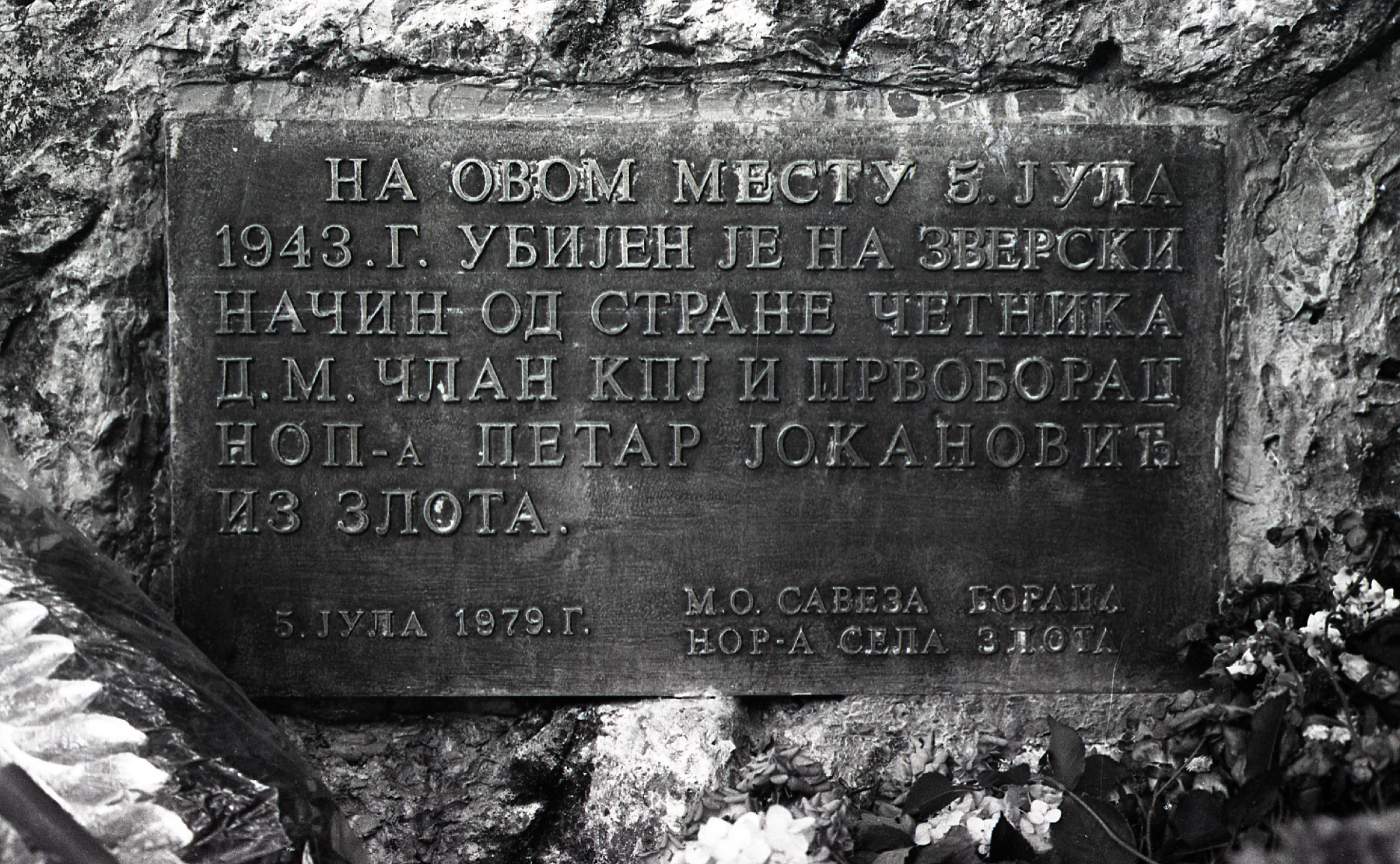 НА ОВОМ МЕСТУ 5. ЈУЛА
1943.Г. УБИЈЕН ЈЕ НА ЗВЕРСКИ
НАЧИН ОД СТРАНЕ ЧЕТНИКА
Д.М. ЧЛАН КПЈ И ПРВОБОРАЦ
НОП-А ПЕТАР ЈОКАНОВИЋ
ИЗ ЗЛОТА.
5. ЈУЛА 1979.Г.
М.О. САВЕЗА БОРАЦА
НОР-А СЕЛА ЗЛОТА